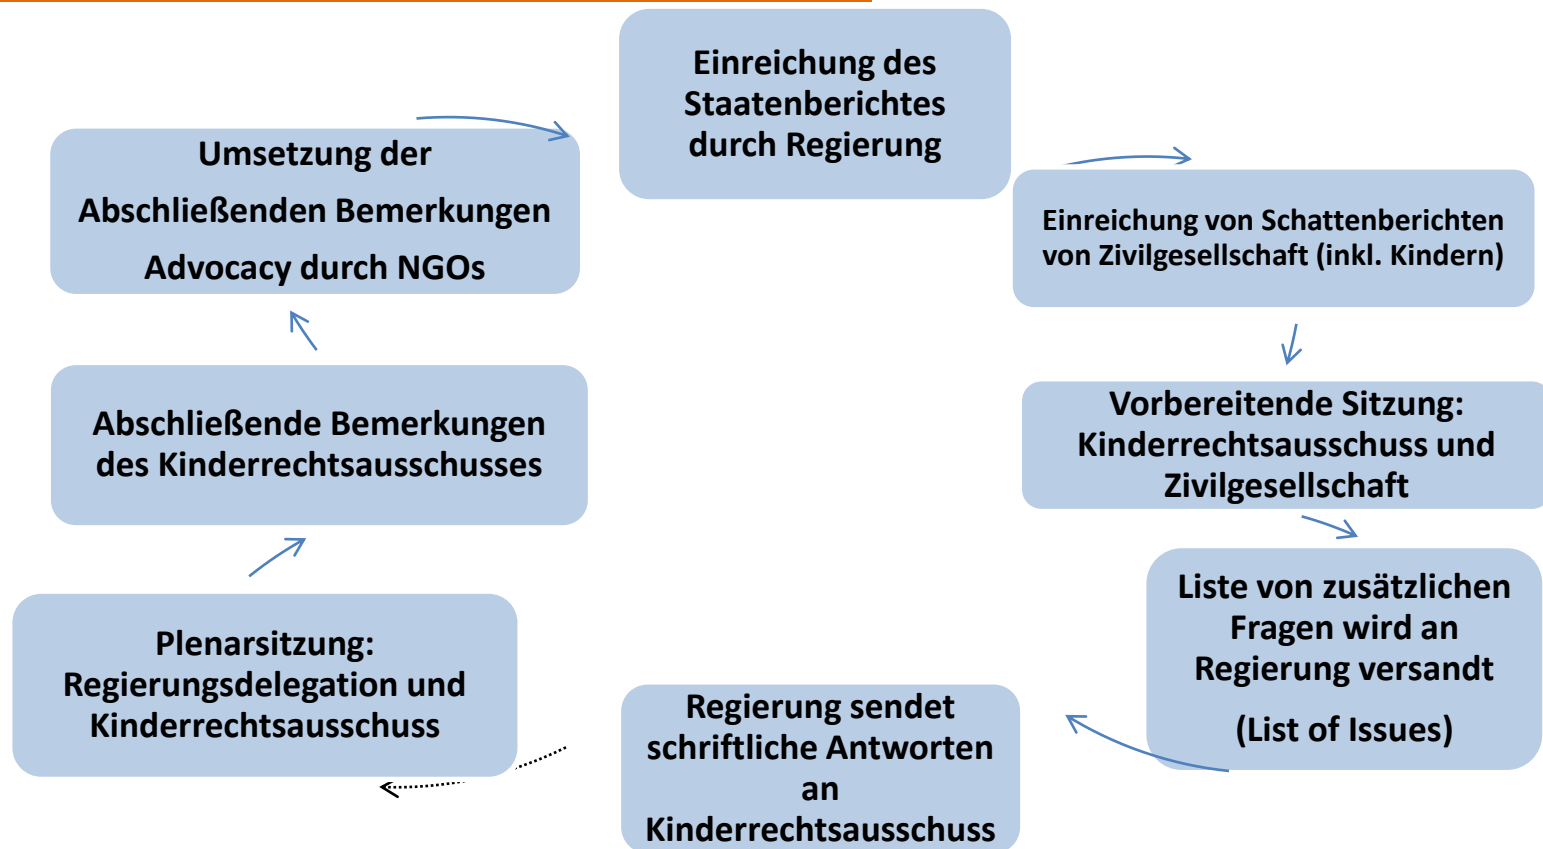 Einreichung des
Staatenberichtes
durch Regierung
Einreichung von Schattenberichten
von Zivilgesellschaft (inkl. Kindern)
Vorbereitende Sitzung:
Kinderrechtsausschuss und
Zivilgesellschaft
Liste von zusätzlichen
Fragen wird an
Regierung versandt
(List of Issues)
Regierung sendet
schriftliche Antworten
an
Kinderrechtsausschuss
Plenarsitzung:
Regierungsdelegation und
Kinderrechtsausschuss
Abschließende Bemerkungen
des Kinderrechtsausschusses
Umsetzung der
Abschließenden Bemerkungen
Advocacy durch NGOs